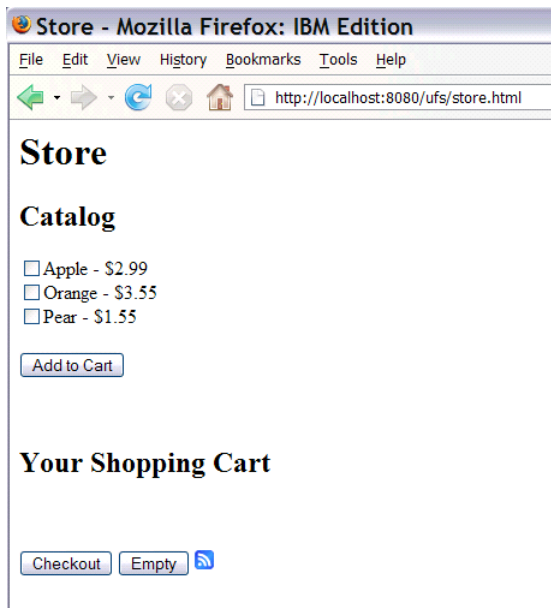 Store - Mozilla Firefox: IBM Edition
File Edit View History Bookmarks Tools Help
http://localhost:8080/ufs/store.html
Store
Catalog
Apple - $2.99
Orange - $3.55
Pear - $1.55
Add to Cart
Your Shopping Cart
Checkout Empty